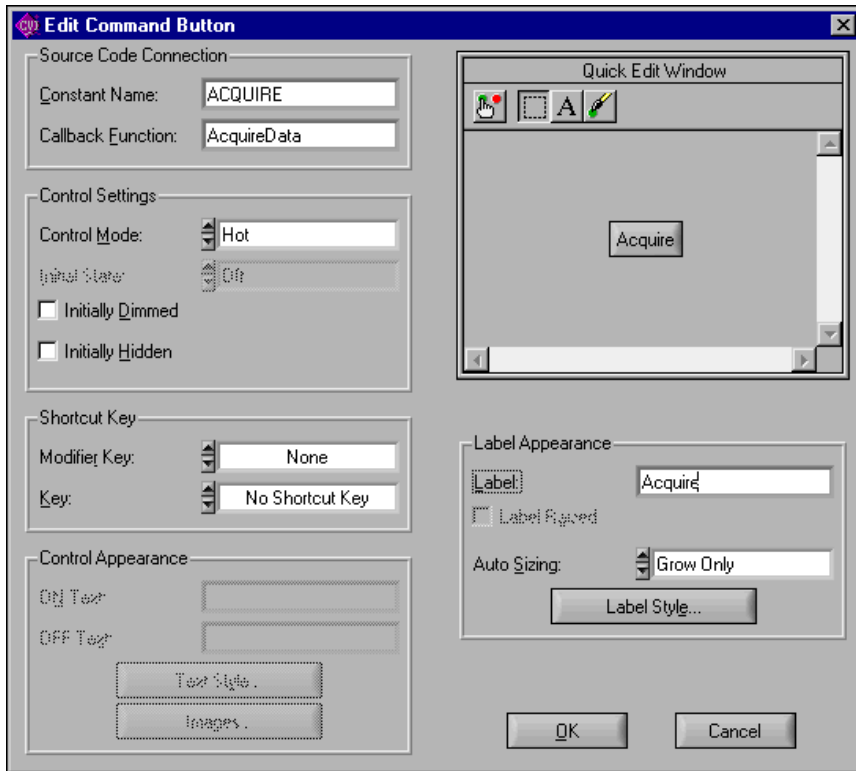 CVI Edit Command Button
Source Code Connection
Constant Name: ACQUIRE
Callback Function: AcquireData
Control Settings
Control Mode: Hot
Initial State: Off
Initially Dimmed
Initially Hidden
Shortcut Key
Modifier Key: None
Key: No Shortcut Key
Control Appearance
ON Text:
OFF Text:
Text Style...
Images...
Quick Edit Window
A
Acquire
Label Appearance
Label: Acquire
Label Raised
Auto Sizing: Grow Only
Label Style...
OK Cancel